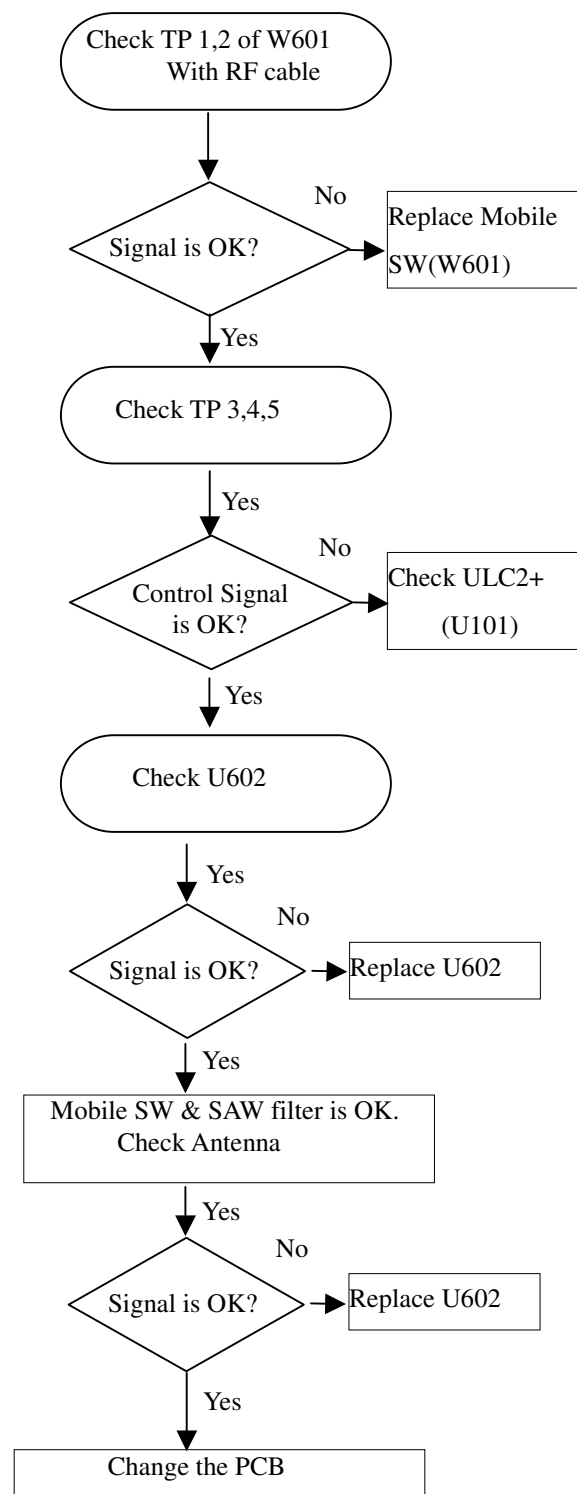 Check TP 1,2 of W601
With RF cable
Signal is OK?
No
Replace Mobile
SW(W601)
Yes
Check TP 3,4,5
Yes
Control Signal
is OK?
No
Check ULC2+
(U101)
Yes
Check U602
Yes
Signal is OK?
No
Replace U602
Yes
Mobile SW & SAW filter is OK.
Check Antenna
Yes
Signal is OK?
No
Replace U602
Yes
Change the PCB